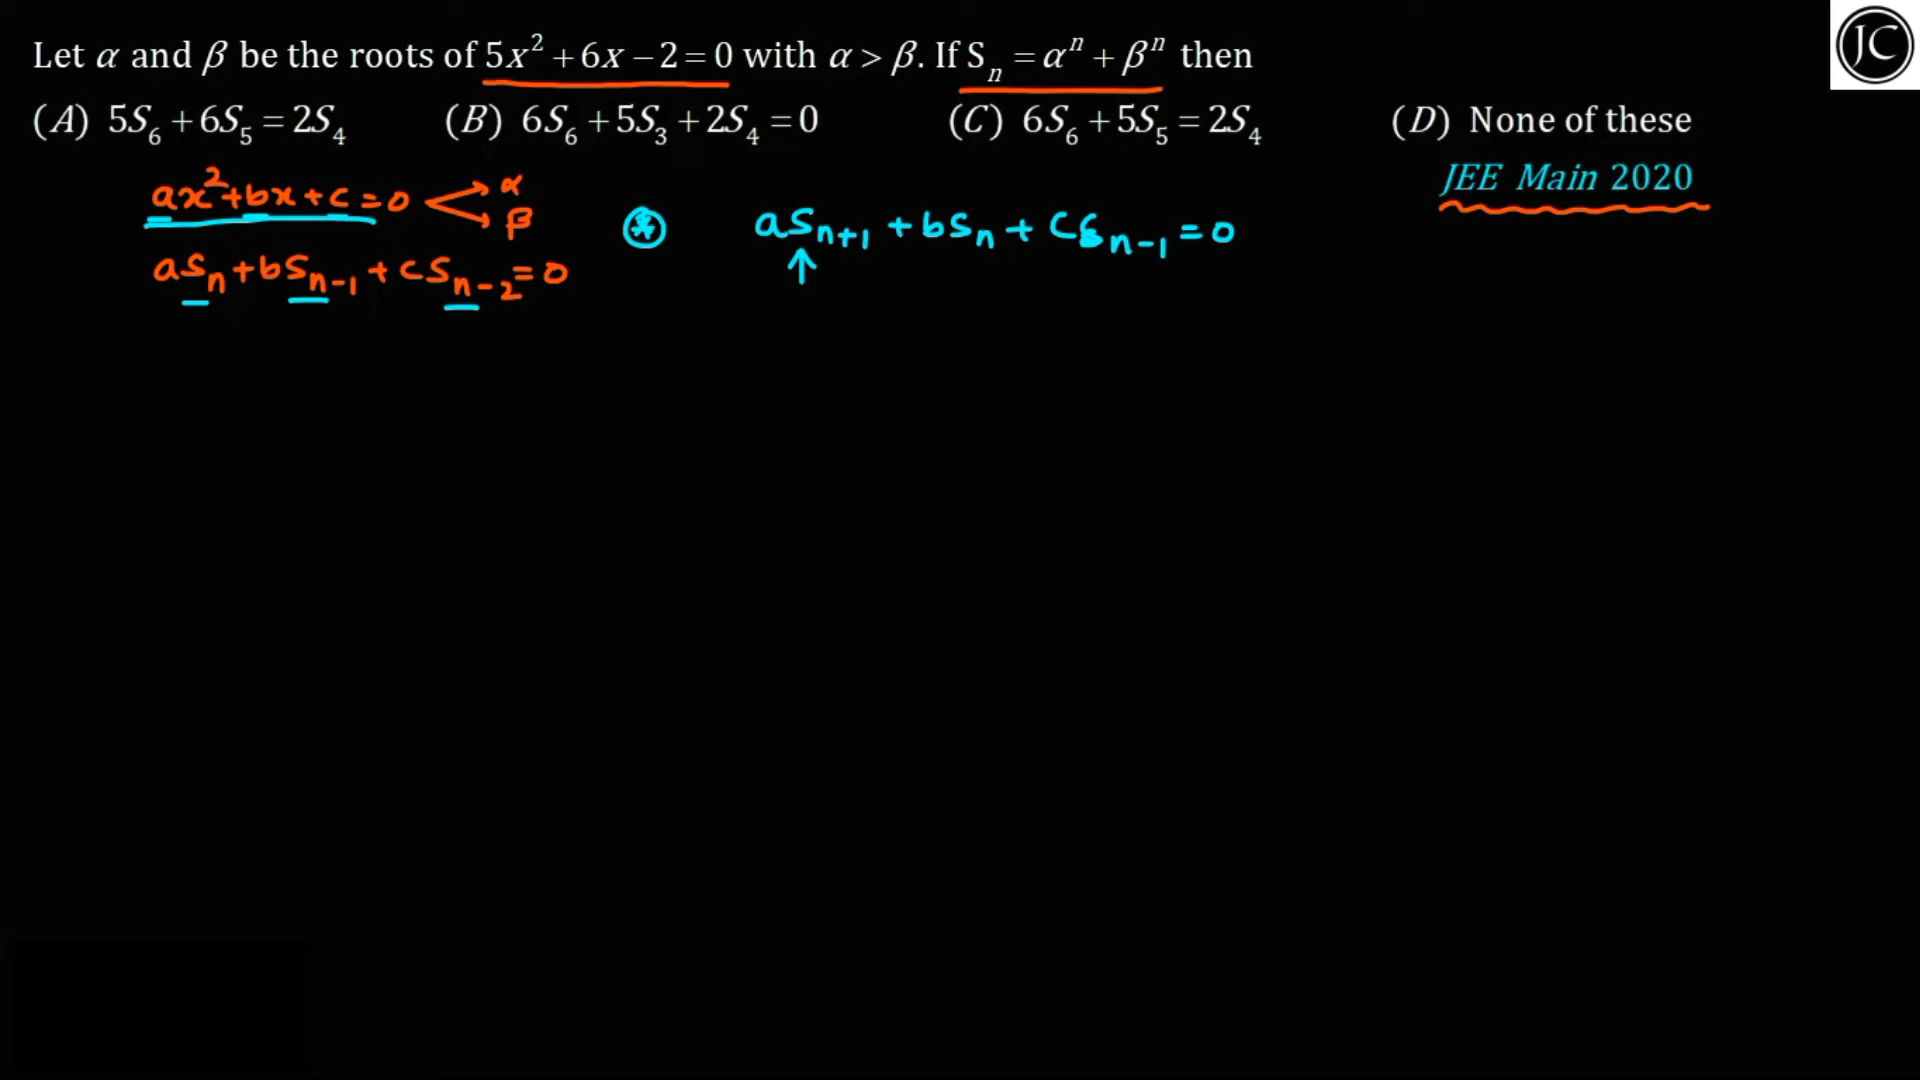 Let α and β be the roots of 5x² + 6x − 2 = 0 with α > β. If Sₙ = αⁿ + βⁿ then
JC
(A) 5S₆ + 6S₅ = 2S₄ (B) 6S₆ + 5S₃ + 2S₄ = 0 (C) 6S₆ + 5S₅ = 2S₄ (D) None of these
JEE Main 2020
ax² + bx + c = 0 α
β
aSₙ₊₁ + bSₙ + CSₙ₋₁ = 0
aSₙ + bSₙ₋₁ + cSₙ₋₂ = 0